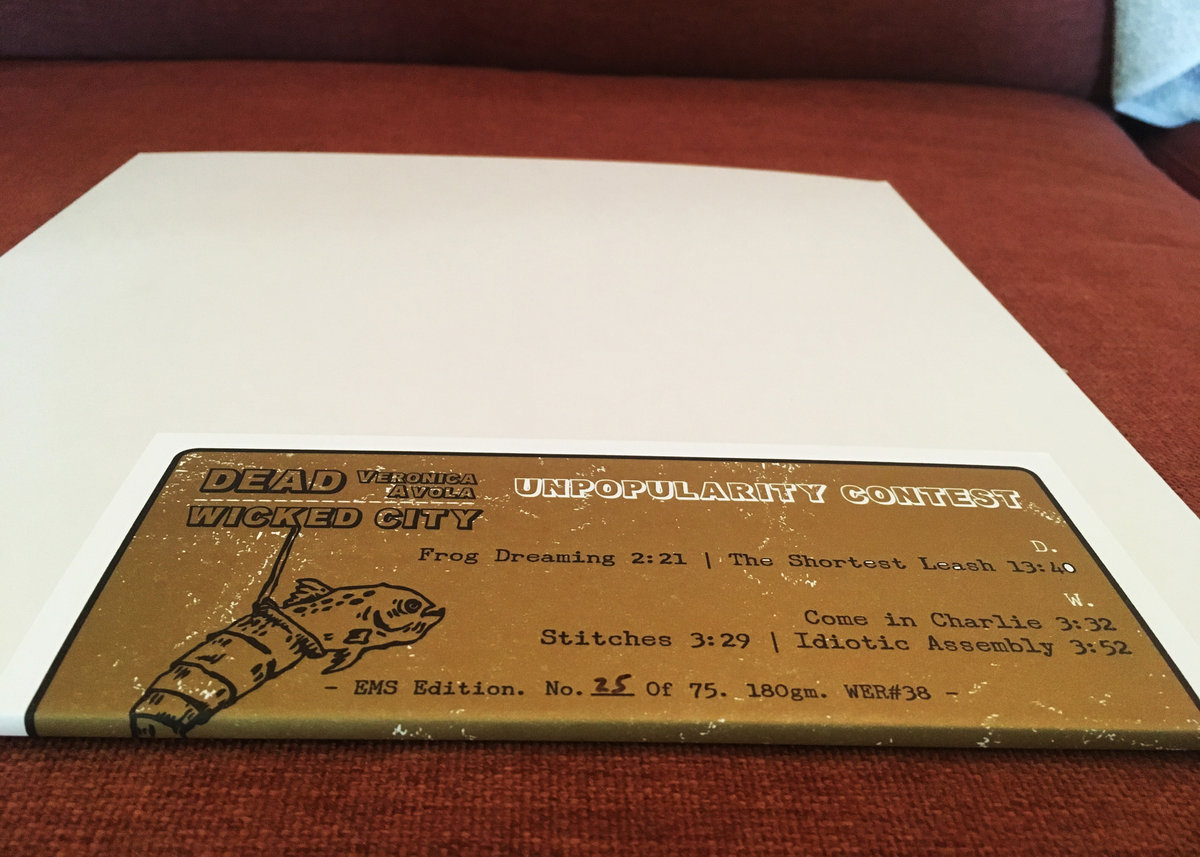 DEAD VERONICA AVOLA
WICKED CITY
UNPOPULARITY CONTEST
D.
Frog Dreaming 2:21 | The Shortest Leash 13:40
W.
Come in Charlie 3:32
Stitches 3:29 | Idiotic Assembly 3:52
- EMS Edition. No. 25 Of 75. 180gm. WER#38 -